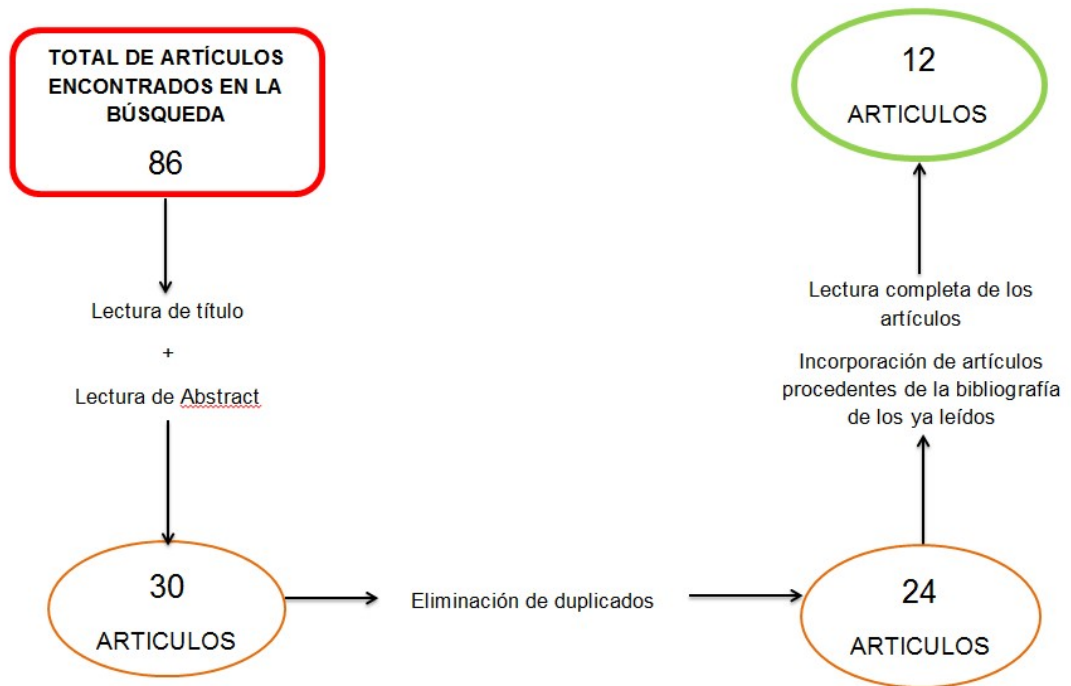 TOTAL DE ARTÍCULOS
ENCONTRADOS EN LA
BÚSQUEDA
86
Lectura de título
+
Lectura de Abstract
30
ARTICULOS
Eliminación de duplicados
24
ARTICULOS
Incorporación de artículos
procedentes de la bibliografía
de los ya leídos
Lectura completa de los
artículos
12
ARTICULOS